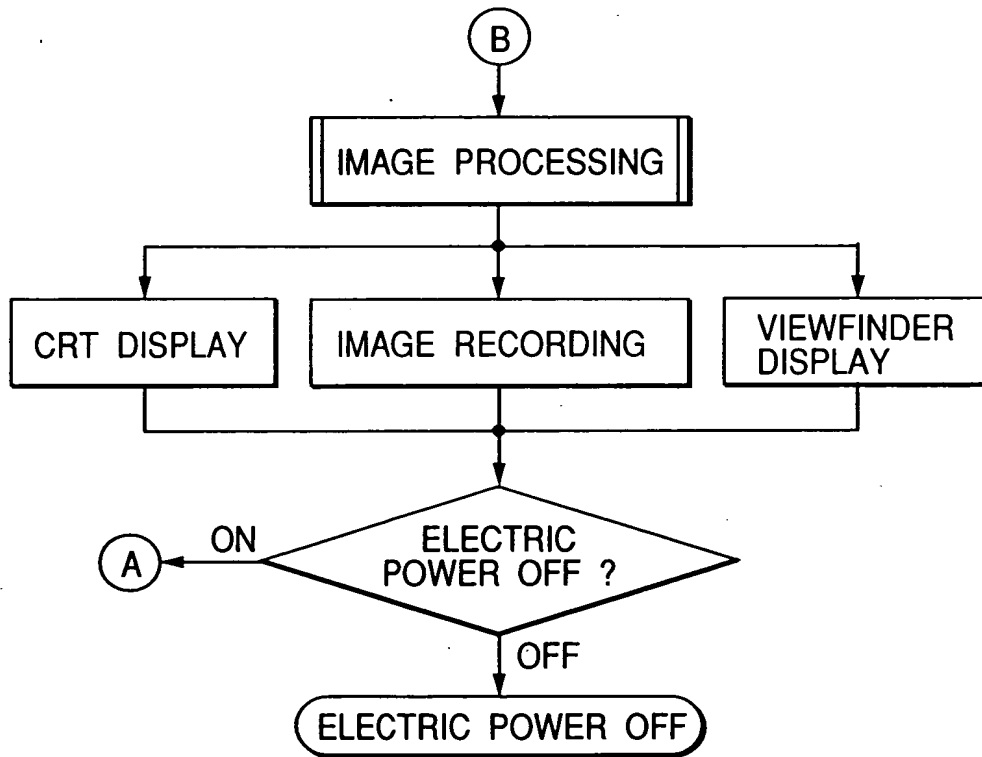 B
IMAGE PROCESSING
CRT DISPLAY
IMAGE RECORDING
VIEWFINDER
DISPLAY
ELECTRIC
POWER OFF ?
ON
A
OFF
ELECTRIC POWER OFF